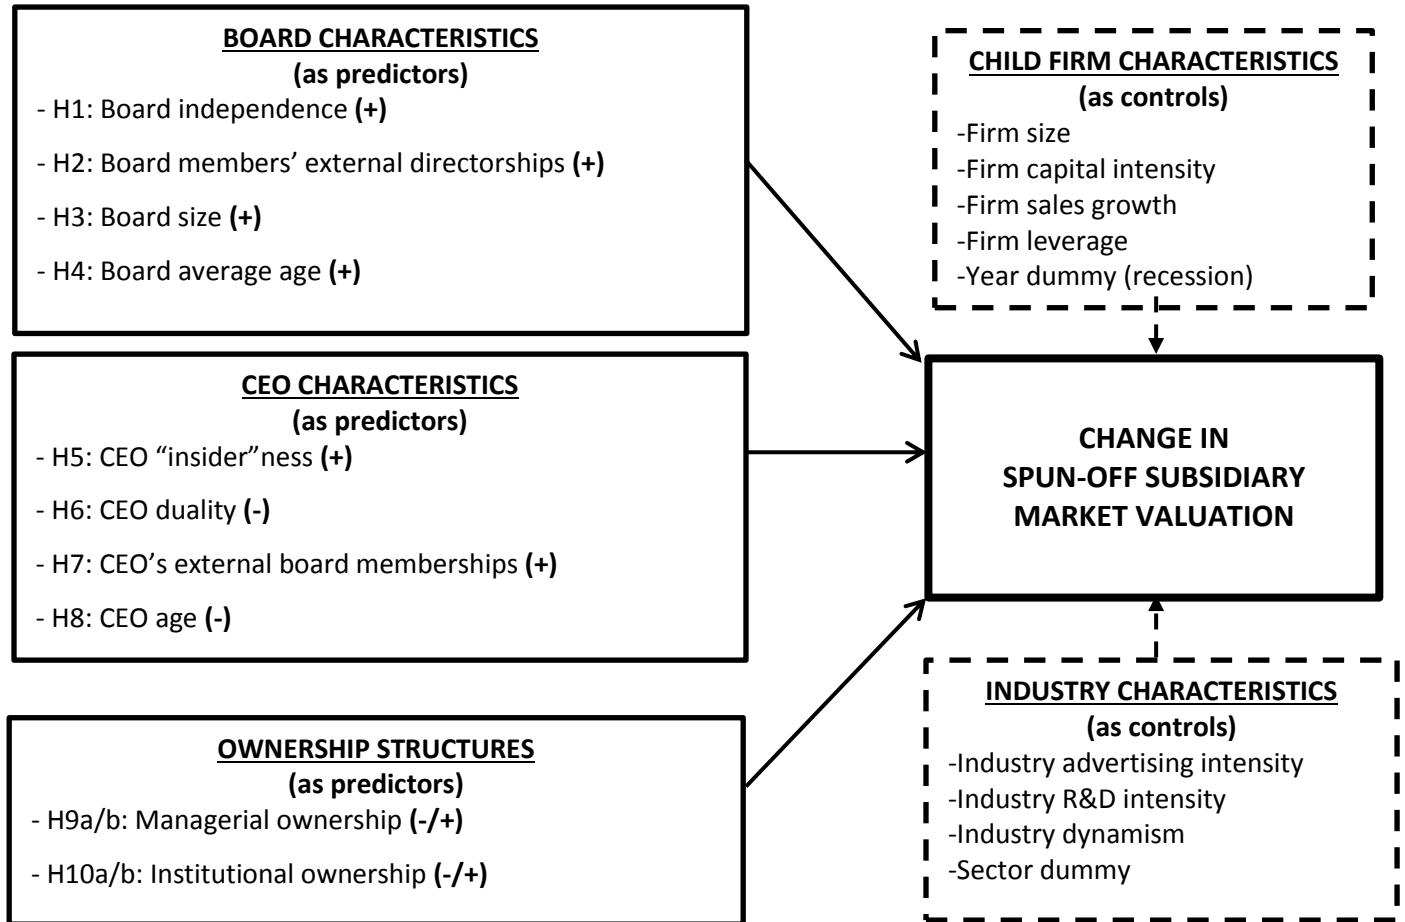 BOARD CHARACTERISTICS
(as predictors)
- H1: Board independence (+)
- H2: Board members’ external directorships (+)
- H3: Board size (+)
- H4: Board average age (+)
CEO CHARACTERISTICS
(as predictors)
- H5: CEO “insider”ness (+)
- H6: CEO duality (-)
- H7: CEO’s external board memberships (+)
- H8: CEO age (-)
OWNERSHIP STRUCTURES
(as predictors)
- H9a/b: Managerial ownership (-/+)
- H10a/b: Institutional ownership (-/+)
CHILD FIRM CHARACTERISTICS
(as controls)
-Firm size
-Firm capital intensity
-Firm sales growth
-Firm leverage
-Year dummy (recession)
CHANGE IN
SPUN-OFF SUBSIDIARY
MARKET VALUATION
INDUSTRY CHARACTERISTICS
(as controls)
-Industry advertising intensity
-Industry R&D intensity
-Industry dynamism
-Sector dummy